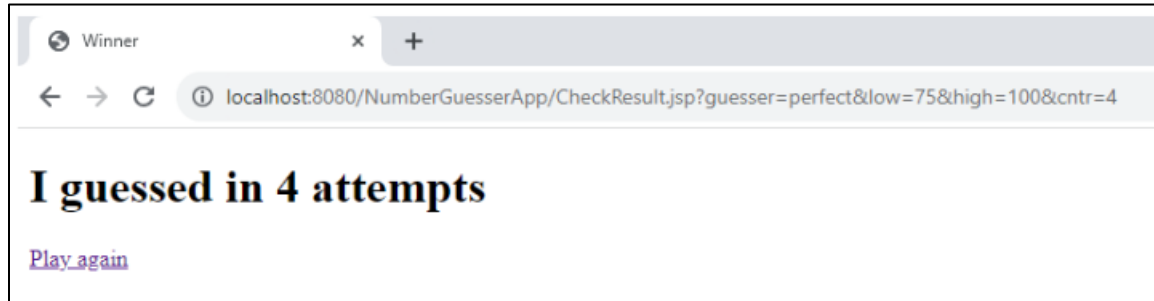 Winner
localhost:8080/NumberGuesserApp/CheckResult.jsp?guesser=perfect&low=75&high=100&cntr=4
I guessed in 4 attempts
Play again